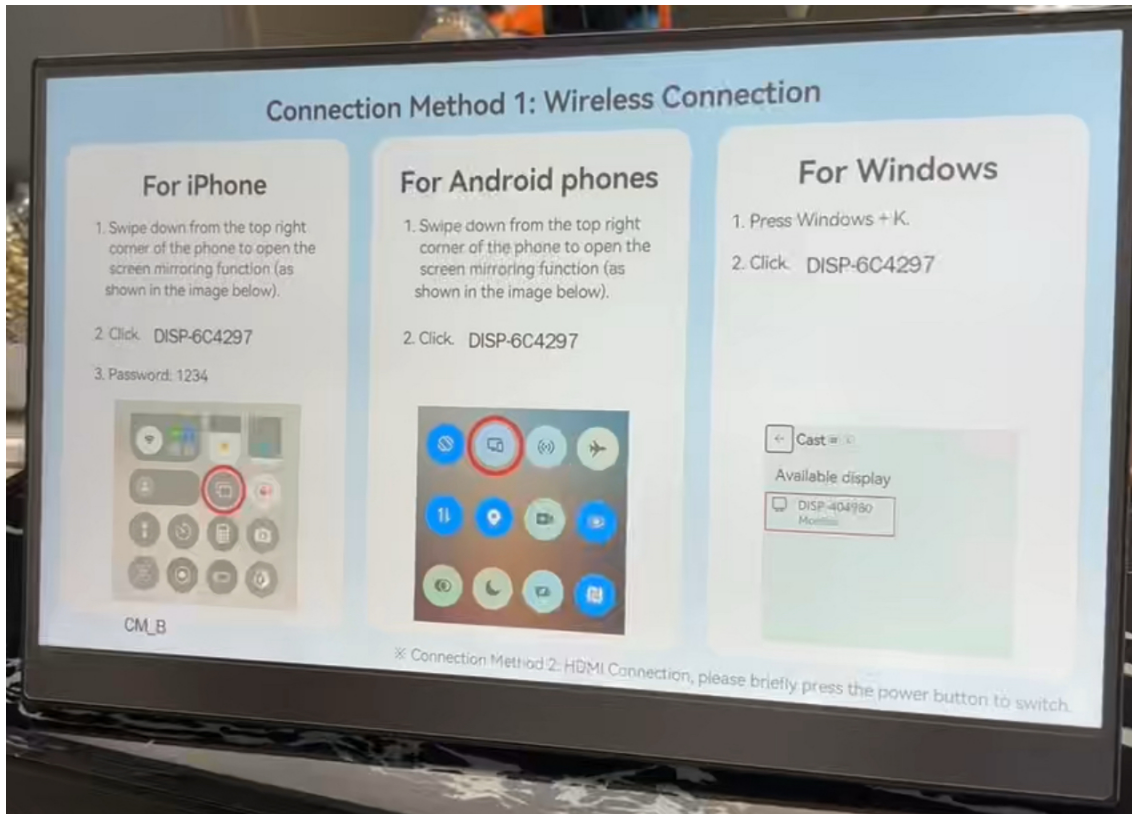 Connection Method 1: Wireless Connection
For iPhone
1. Swipe down from the top right
corner of the phone to open the
screen mirroring function (as
shown in the image below).
2. Click. DISP-6C4297
3. Password: 1234
CM_B
For Android phones
1. Swipe down from the top right
corner of the phone to open the
screen mirroring function (as
shown in the image below).
2. Click. DISP-6C4297
For Windows
1. Press Windows + K.
2. Click. DISP-6C4297
Cast
Available display
DISP-404980
Monitor
※ Connection Method 2: HDMI Connection, please briefly press the power button to switch.